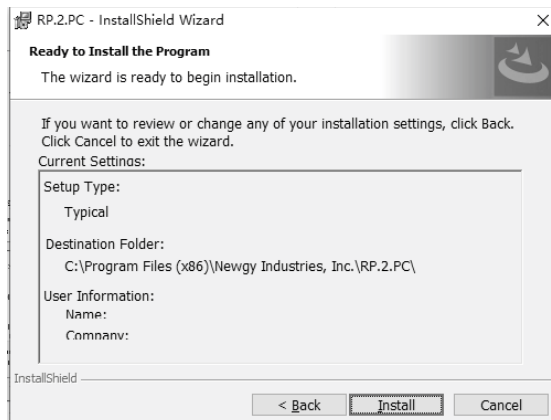 RP.2.PC - InstallShield Wizard
Ready to Install the Program
The wizard is ready to begin installation.
If you want to review or change any of your installation settings, click Back.
Click Cancel to exit the wizard.
Current Settings:
Setup Type:
Typical
Destination Folder:
C:\Program Files (x86)\Newgy Industries, Inc.\RP.2.PC\
User Information:
Name:
Company:
InstallShield
< Back
Install
Cancel